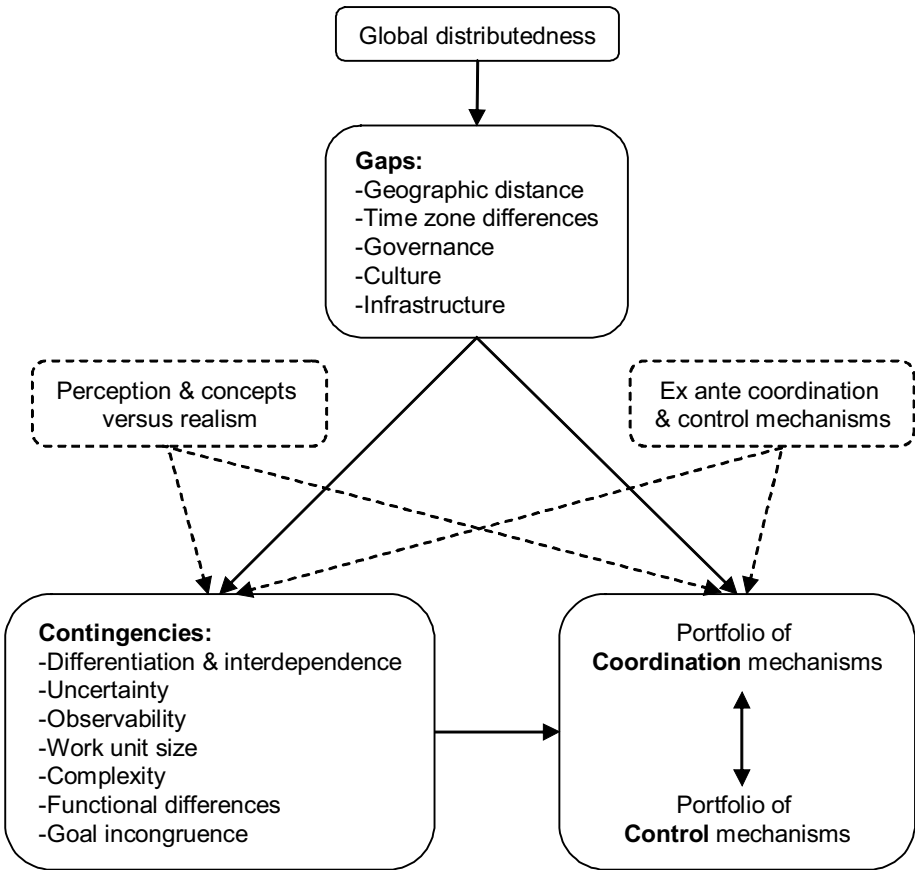 Global distributedness
Gaps:
-Geographic distance
-Time zone differences
-Governance
-Culture
-Infrastructure
Perception & concepts
versus realism
Ex ante coordination
& control mechanisms
Contingencies:
-Differentiation & interdependence
-Uncertainty
-Observability
-Work unit size
-Complexity
-Functional differences
-Goal incongruence
Portfolio of
Coordination mechanisms
Portfolio of
Control mechanisms